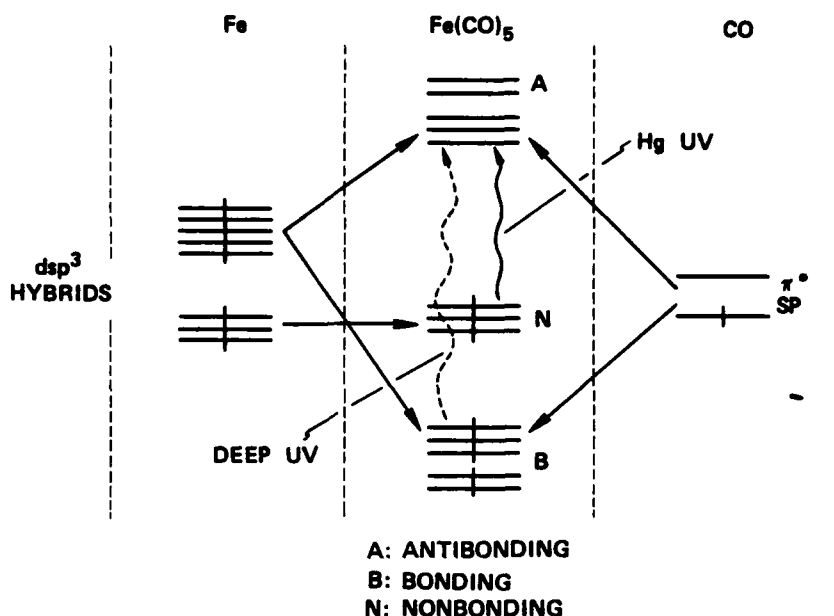 Fe Fe(CO)5 CO
A
Hg UV
dsp3
HYBRIDS
π*
SP
N
DEEP UV
B
A: ANTIBONDING
B: BONDING
N: NONBONDING